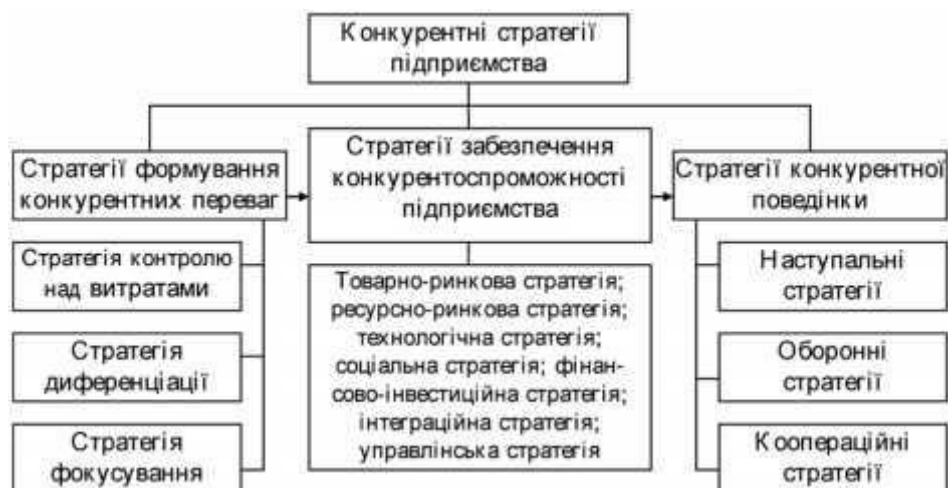 Конкурентні стратегії
підприємства
Стратегії формування
конкурентних переваг
Стратегії забезпечення
конкурентоспроможності
підприємства
Стратегії конкурентної
поведінки
Стратегія контролю
над витратами
Стратегія
диференціації
Стратегія
фокусування
Товарно-ринкова стратегія;
ресурсно-ринкова стратегія;
технологічна стратегія;
соціальна стратегія; фінан-
сово-інвестиційна стратегія;
інтеграційна стратегія;
управлінська стратегія
Наступальні
стратегії
Оборонні
стратегії
Коопераційні
стратегії